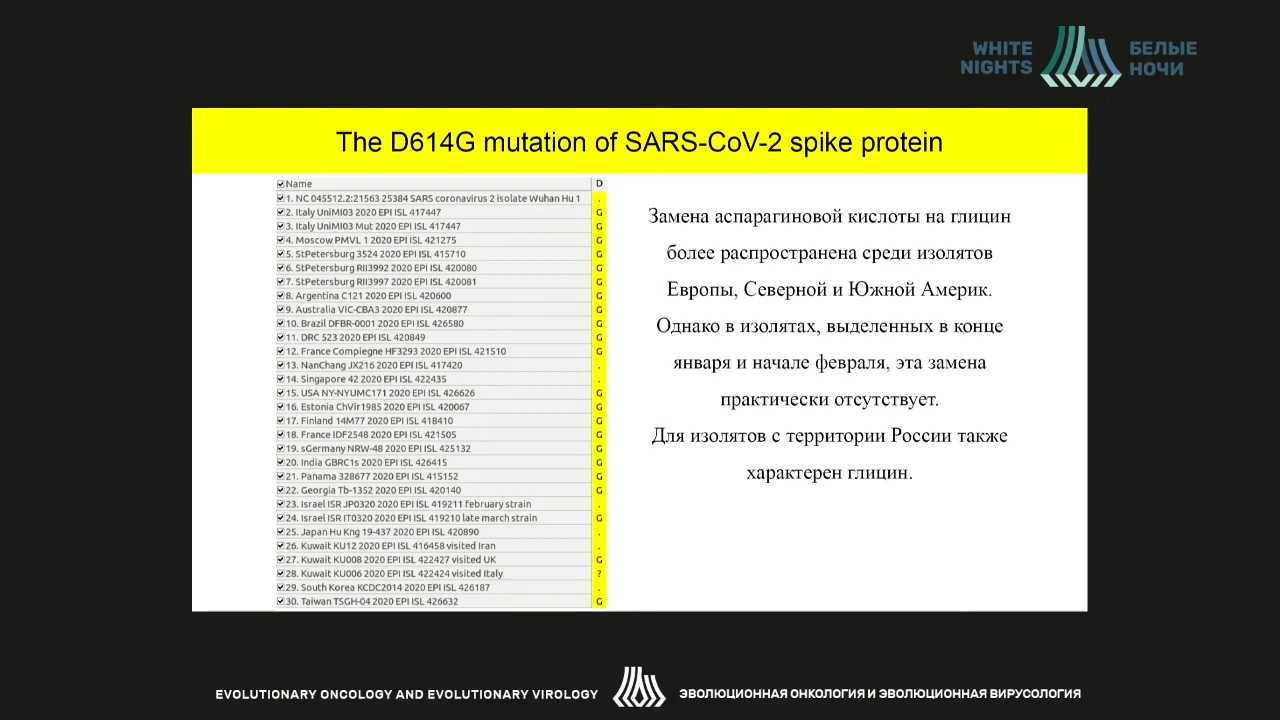 WHITE
NIGHTS
БЕЛЫЕ
НОЧИ
The D614G mutation of SARS-CoV-2 spike protein
Name D
1. NC 045512.2:21563 25384 SARS coronavirus 2 isolate Wuhan Hu 1 .
2. Italy UniMI03 2020 EPI ISL 417447 G
3. Italy UniMI03 Mut 2020 EPI ISL 417447 G
4. Moscow PMVL 1 2020 EPI ISL 421275 G
5. StPetersburg 3524 2020 EPI ISL 415710 G
6. StPetersburg RII3992 2020 EPI ISL 420080 G
7. StPetersburg RII3997 2020 EPI ISL 420081 G
8. Argentina C121 2020 EPI ISL 420600 G
9. Australia VIC-CBA3 2020 EPI ISL 420877 G
10. Brazil DFBR-0001 2020 EPI ISL 426580 G
11. DRC 523 2020 EPI ISL 420849 G
12. France Compiegne HF3293 2020 EPI ISL 421510 G
13. NanChang JX216 2020 EPI ISL 417420 .
14. Singapore 42 2020 EPI ISL 422435 .
15. USA NY-NYUMC171 2020 EPI ISL 426626 G
16. Estonia ChVir1985 2020 EPI ISL 420067 G
17. Finland 14M77 2020 EPI ISL 418410 G
18. France IDF2548 2020 EPI ISL 421505 G
19. sGermany NRW-48 2020 EPI ISL 425132 G
20. India GBRC1s 2020 EPI ISL 426415 G
21. Panama 328677 2020 EPI ISL 415152 G
22. Georgia Tb-1352 2020 EPI ISL 420140 G
23. Israel ISR JP0320 2020 EPI ISL 419211 february strain .
24. Israel ISR IT0320 2020 EPI ISL 419210 late march strain G
25. Japan Hu Kng 19-437 2020 EPI ISL 420890 .
26. Kuwait KU12 2020 EPI ISL 416458 visited Iran .
27. Kuwait KU008 2020 EPI ISL 422427 visited UK G
28. Kuwait KU006 2020 EPI ISL 422424 visited Italy ?
29. South Korea KCDC2014 2020 EPI ISL 426187 .
30. Taiwan TSGH-04 2020 EPI ISL 426632 G
Замена аспарагиновой кислоты на глицин
более распространена среди изолятов
Европы, Северной и Южной Америк.
Однако в изолятах, выделенных в конце
января и начале февраля, эта замена
практически отсутствует.
Для изолятов с территории России также
характерен глицин.
EVOLUTIONARY ONCOLOGY AND EVOLUTIONARY VIROLOGY
ЭВОЛЮЦИОННАЯ ОНКОЛОГИЯ И ЭВОЛЮЦИОННАЯ ВИРУСОЛОГИЯ